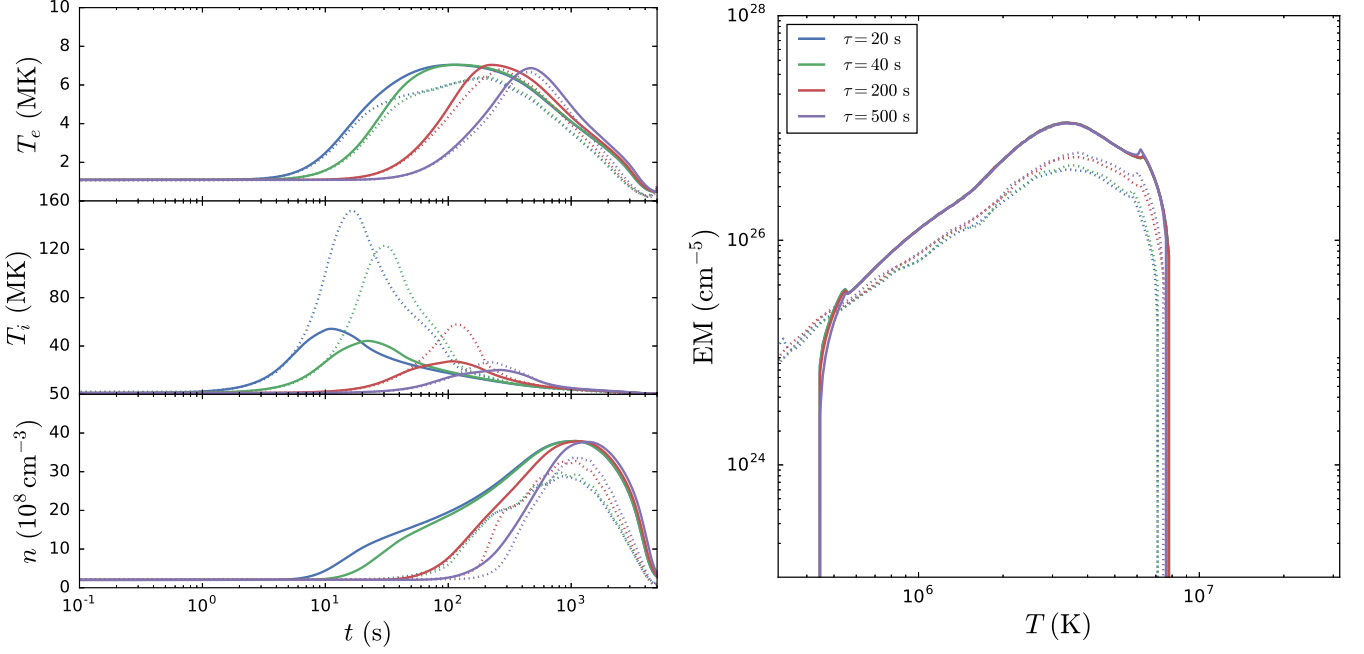 10
8
6
4
2
T_e (MK)
160
120
80
40
T_i (MK)
50
40
30
20
10
0
n (10^8 cm^−3)
10^-1
10^0
10^1
10^2
10^3
t (s)
10^28
10^26
10^24
EM (cm^−5)
τ = 20 s
τ = 40 s
τ = 200 s
τ = 500 s
10^6
10^7
T (K)